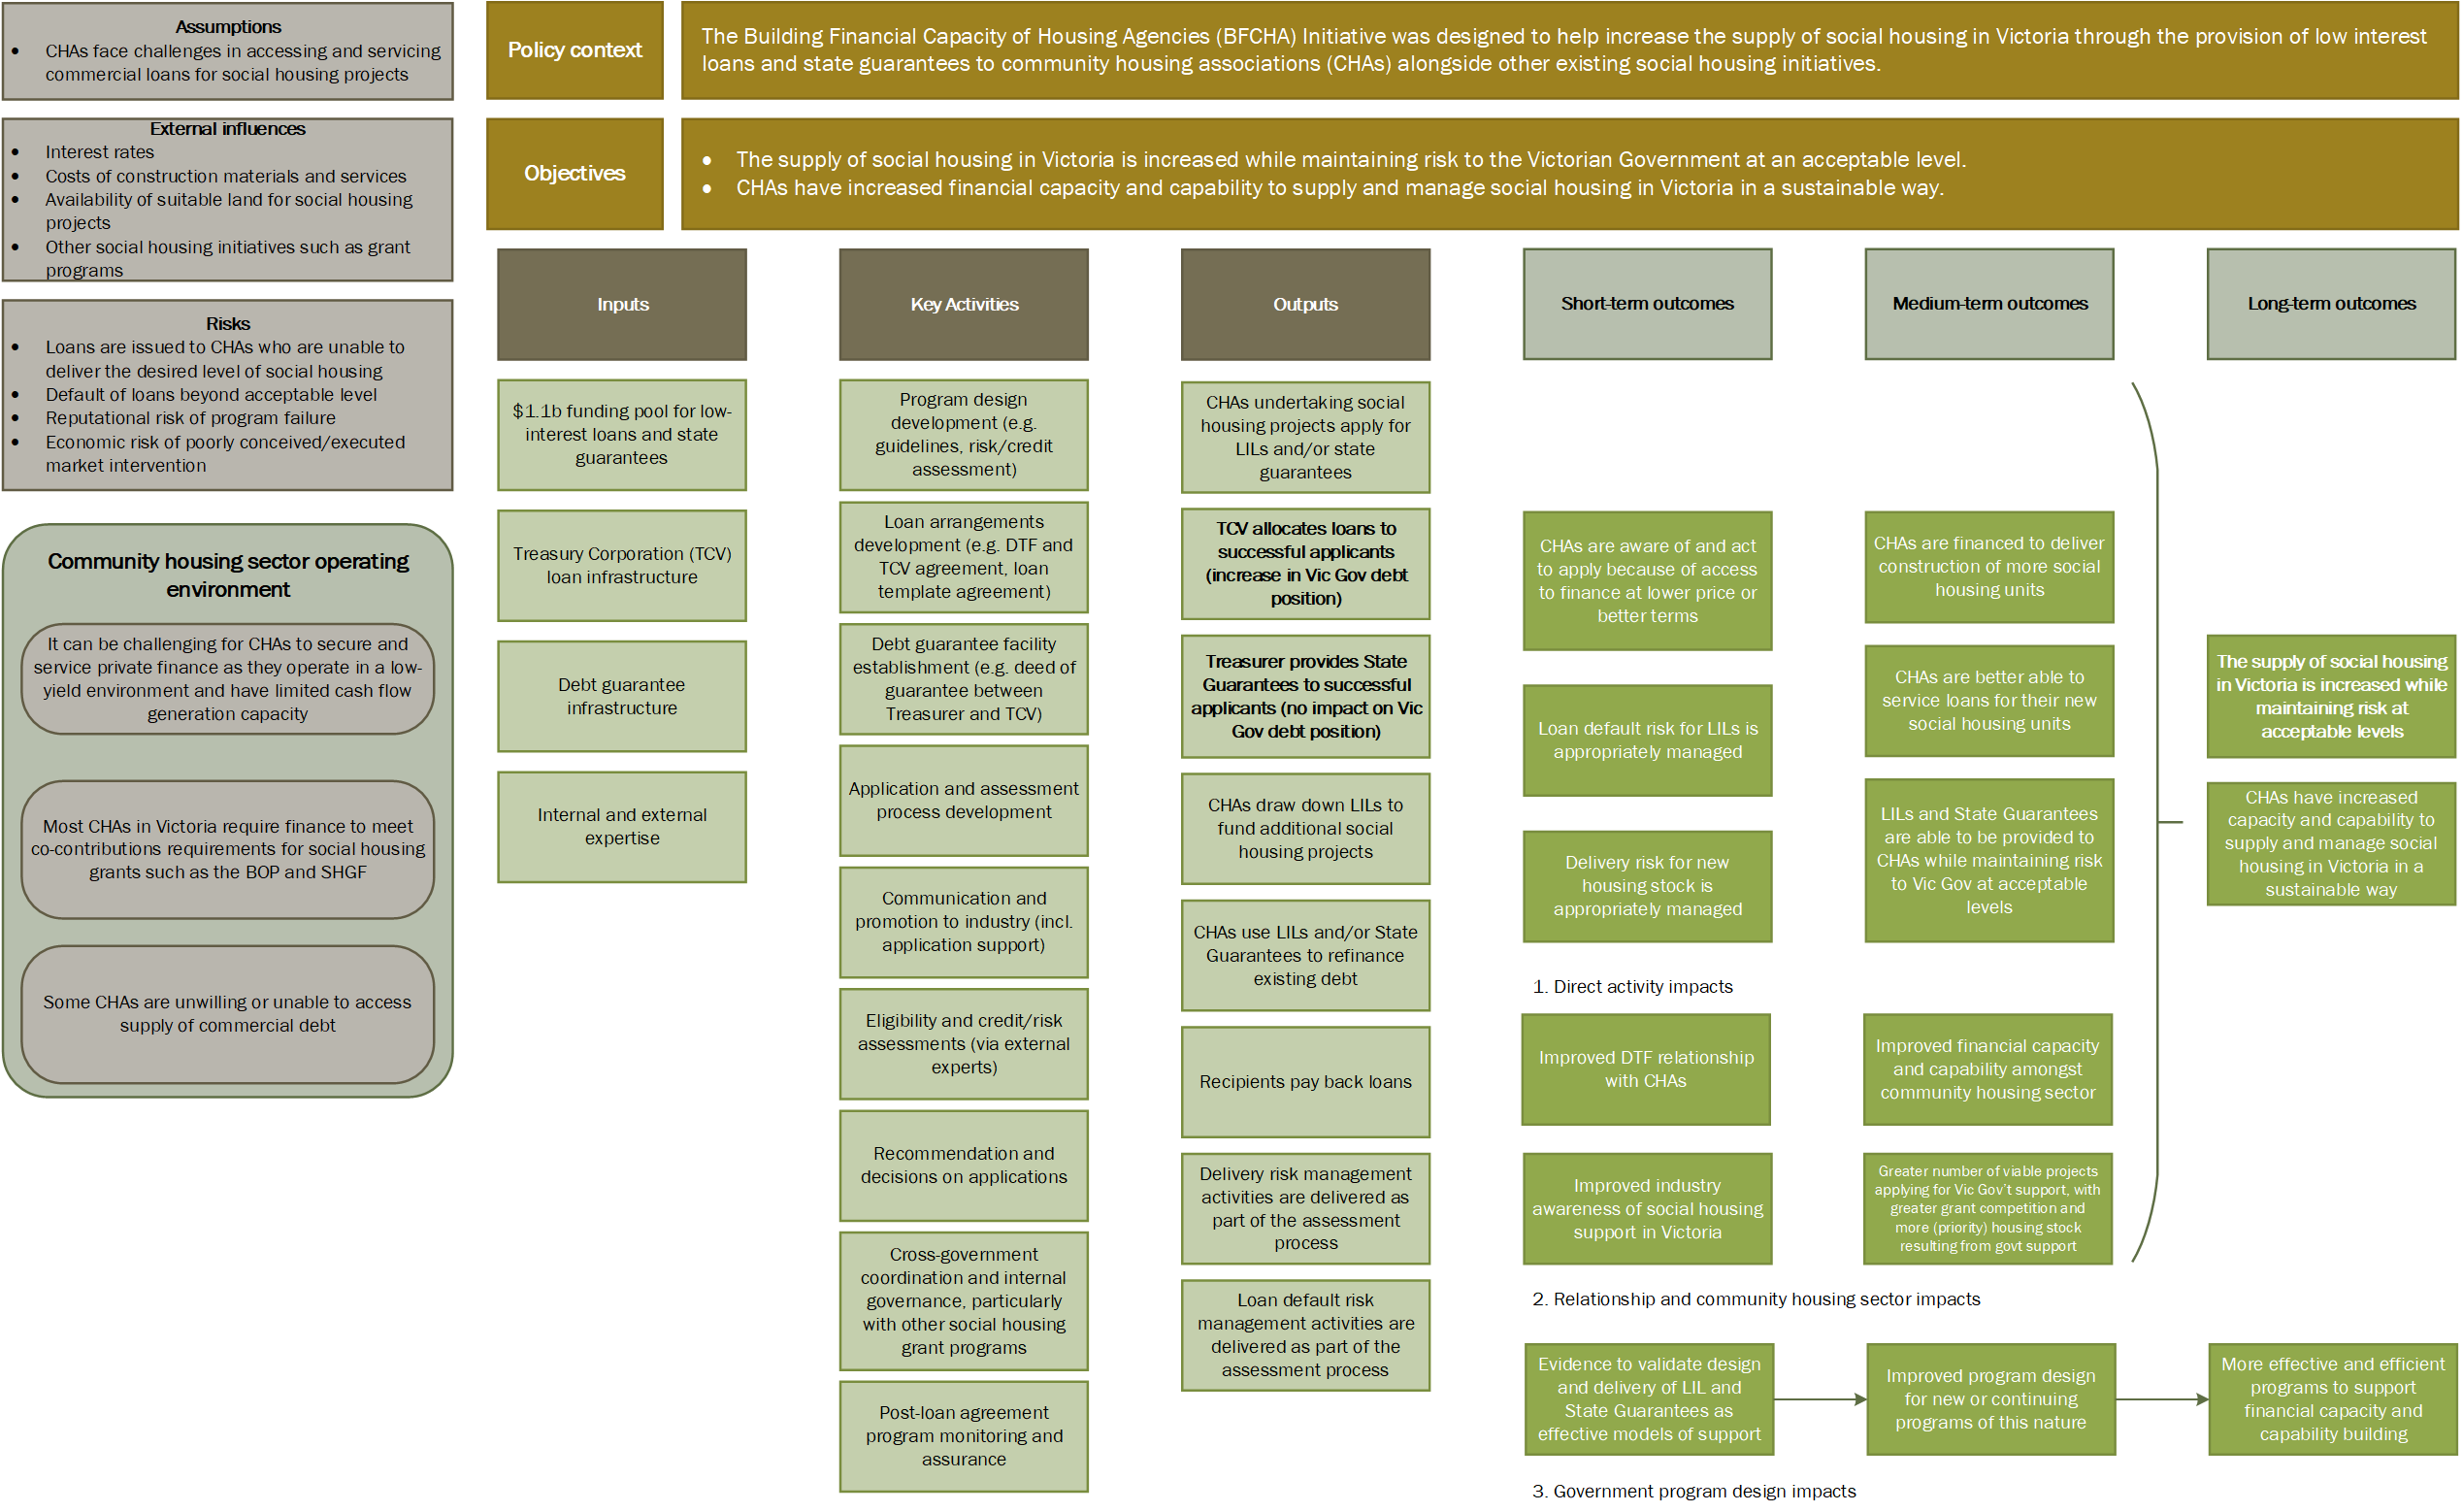 Assumptions
• CHAs face challenges in accessing and servicing
commercial loans for social housing projects
External influences
• Interest rates
• Costs of construction materials and services
• Availability of suitable land for social housing
projects
• Other social housing initiatives such as grant
programs
Risks
• Loans are issued to CHAs who are unable to
deliver the desired level of social housing
• Default of loans beyond acceptable level
• Reputational risk of program failure
• Economic risk of poorly conceived/executed
market intervention
Community housing sector operating
environment
It can be challenging for CHAs to secure and
service private finance as they operate in a low-
yield environment and have limited cash flow
generation capacity
Most CHAs in Victoria require finance to meet
co-contributions requirements for social housing
grants such as the BOP and SHGF
Some CHAs are unwilling or unable to access
supply of commercial debt
Policy context
The Building Financial Capacity of Housing Agencies (BFCHA) Initiative was designed to help increase the supply of social housing in Victoria through the provision of low interest
loans and state guarantees to community housing associations (CHAs) alongside other existing social housing initiatives.
Objectives
• The supply of social housing in Victoria is increased while maintaining risk to the Victorian Government at an acceptable level.
• CHAs have increased financial capacity and capability to supply and manage social housing in Victoria in a sustainable way.
Inputs
$1.1b funding pool for low-
interest loans and state
guarantees
Treasury Corporation (TCV)
loan infrastructure
Debt guarantee
infrastructure
Internal and external
expertise
Key Activities
Program design
development (e.g.
guidelines, risk/credit
assessment)
Loan arrangements
development (e.g. DTF and
TCV agreement, loan
template agreement)
Debt guarantee facility
establishment (e.g. deed of
guarantee between
Treasurer and TCV)
Application and assessment
process development
Communication and
promotion to industry (incl.
application support)
Eligibility and credit/risk
assessments (via external
experts)
Recommendation and
decisions on applications
Cross-government
coordination and internal
governance, particularly
with other social housing
grant programs
Post-loan agreement
program monitoring and
assurance
Outputs
CHAs undertaking social
housing projects apply for
LILs and/or state
guarantees
TCV allocates loans to
successful applicants
(increase in Vic Gov debt
position)
Treasurer provides State
Guarantees to successful
applicants (no impact on Vic
Gov debt position)
CHAs draw down LILs to
fund additional social
housing projects
CHAs use LILs and/or State
Guarantees to refinance
existing debt
Recipients pay back loans
Delivery risk management
activities are delivered as
part of the assessment
process
Loan default risk
management activities are
delivered as part of the
assessment process
Short-term outcomes
CHAs are aware of and act
to apply because of access
to finance at lower price or
better terms
Loan default risk for LILs is
appropriately managed
Delivery risk for new
housing stock is
appropriately managed
Medium-term outcomes
CHAs are financed to deliver
construction of more social
housing units
CHAs are better able to
service loans for their new
social housing units
LILs and State Guarantees
are able to be provided to
CHAs while maintaining risk
to Vic Gov at acceptable
levels
1. Direct activity impacts
Improved DTF relationship
with CHAs
Improved industry
awareness of social housing
support in Victoria
Improved financial capacity
and capability amongst
community housing sector
Greater number of viable projects
applying for Vic Gov't support, with
greater grant competition and
more (priority) housing stock
resulting from govt support
2. Relationship and community housing sector impacts
Long-term outcomes
The supply of social housing
in Victoria is increased while
maintaining risk at
acceptable levels
CHAs have increased
capacity and capability to
supply and manage social
housing in Victoria in a
sustainable way
Evidence to validate design
and delivery of LIL and
State Guarantees as
effective models of support
Improved program design
for new or continuing
programs of this nature
More effective and efficient
programs to support
financial capacity and
capability building
3. Government program design impacts